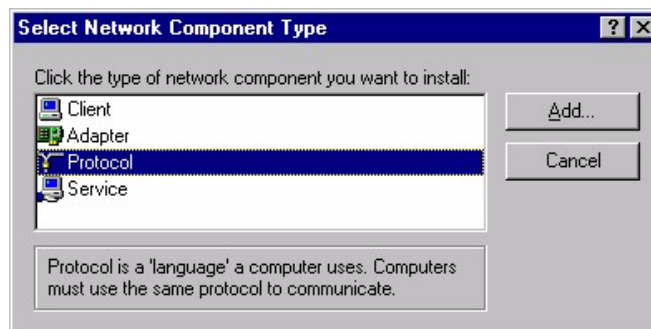 Select Network Component Type
Click the type of network component you want to install:
Client
Adapter
Protocol
Service
Add...
Cancel
Protocol is a 'language' a computer uses. Computers
must use the same protocol to communicate.